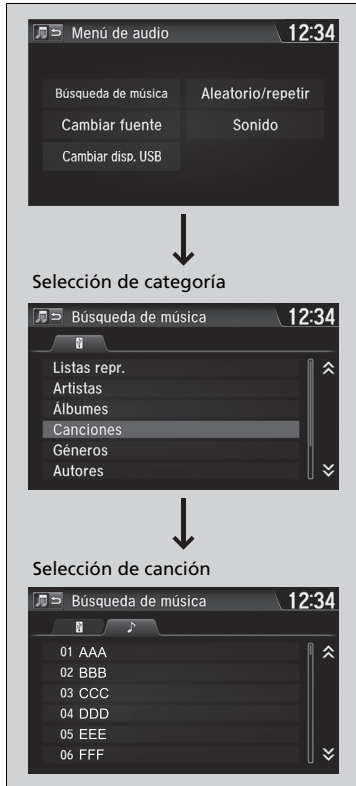 Menú de audio 12:34
Búsqueda de música Aleatorio/repetir
Cambiar fuente Sonido
Cambiar disp. USB
Selección de categoría
Búsqueda de música 12:34
Listas repr.
Artistas
Álbumes
Canciones
Géneros
Autores
Selección de canción
Búsqueda de música 12:34
01 AAA
02 BBB
03 CCC
04 DDD
05 EEE
06 FFF